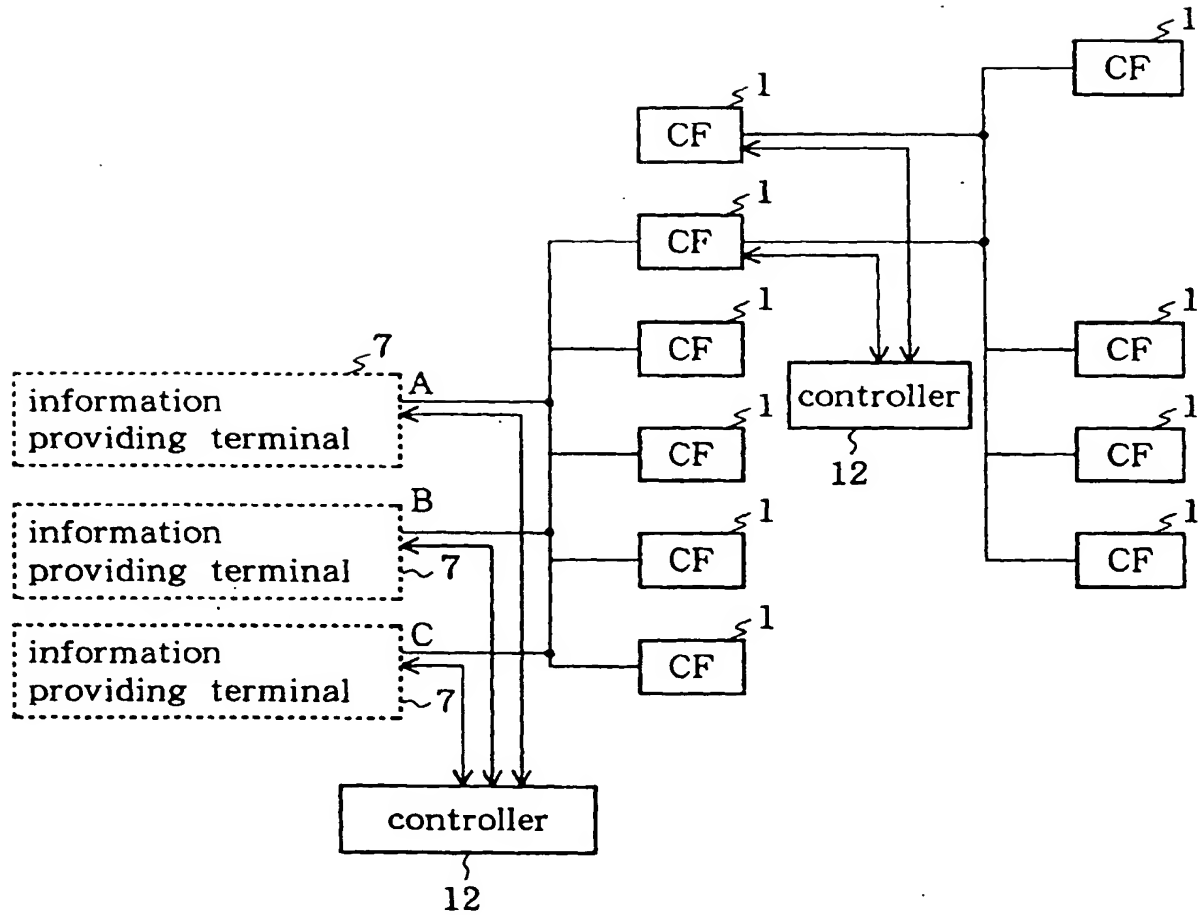 1
CF
1
CF
1
CF
1
CF
1
CF
1
CF
1
CF
1
CF
1
CF
1
CF
controller
12
7
A
information
providing terminal
B
information
providing terminal
7
C
information
providing terminal
7
controller
12